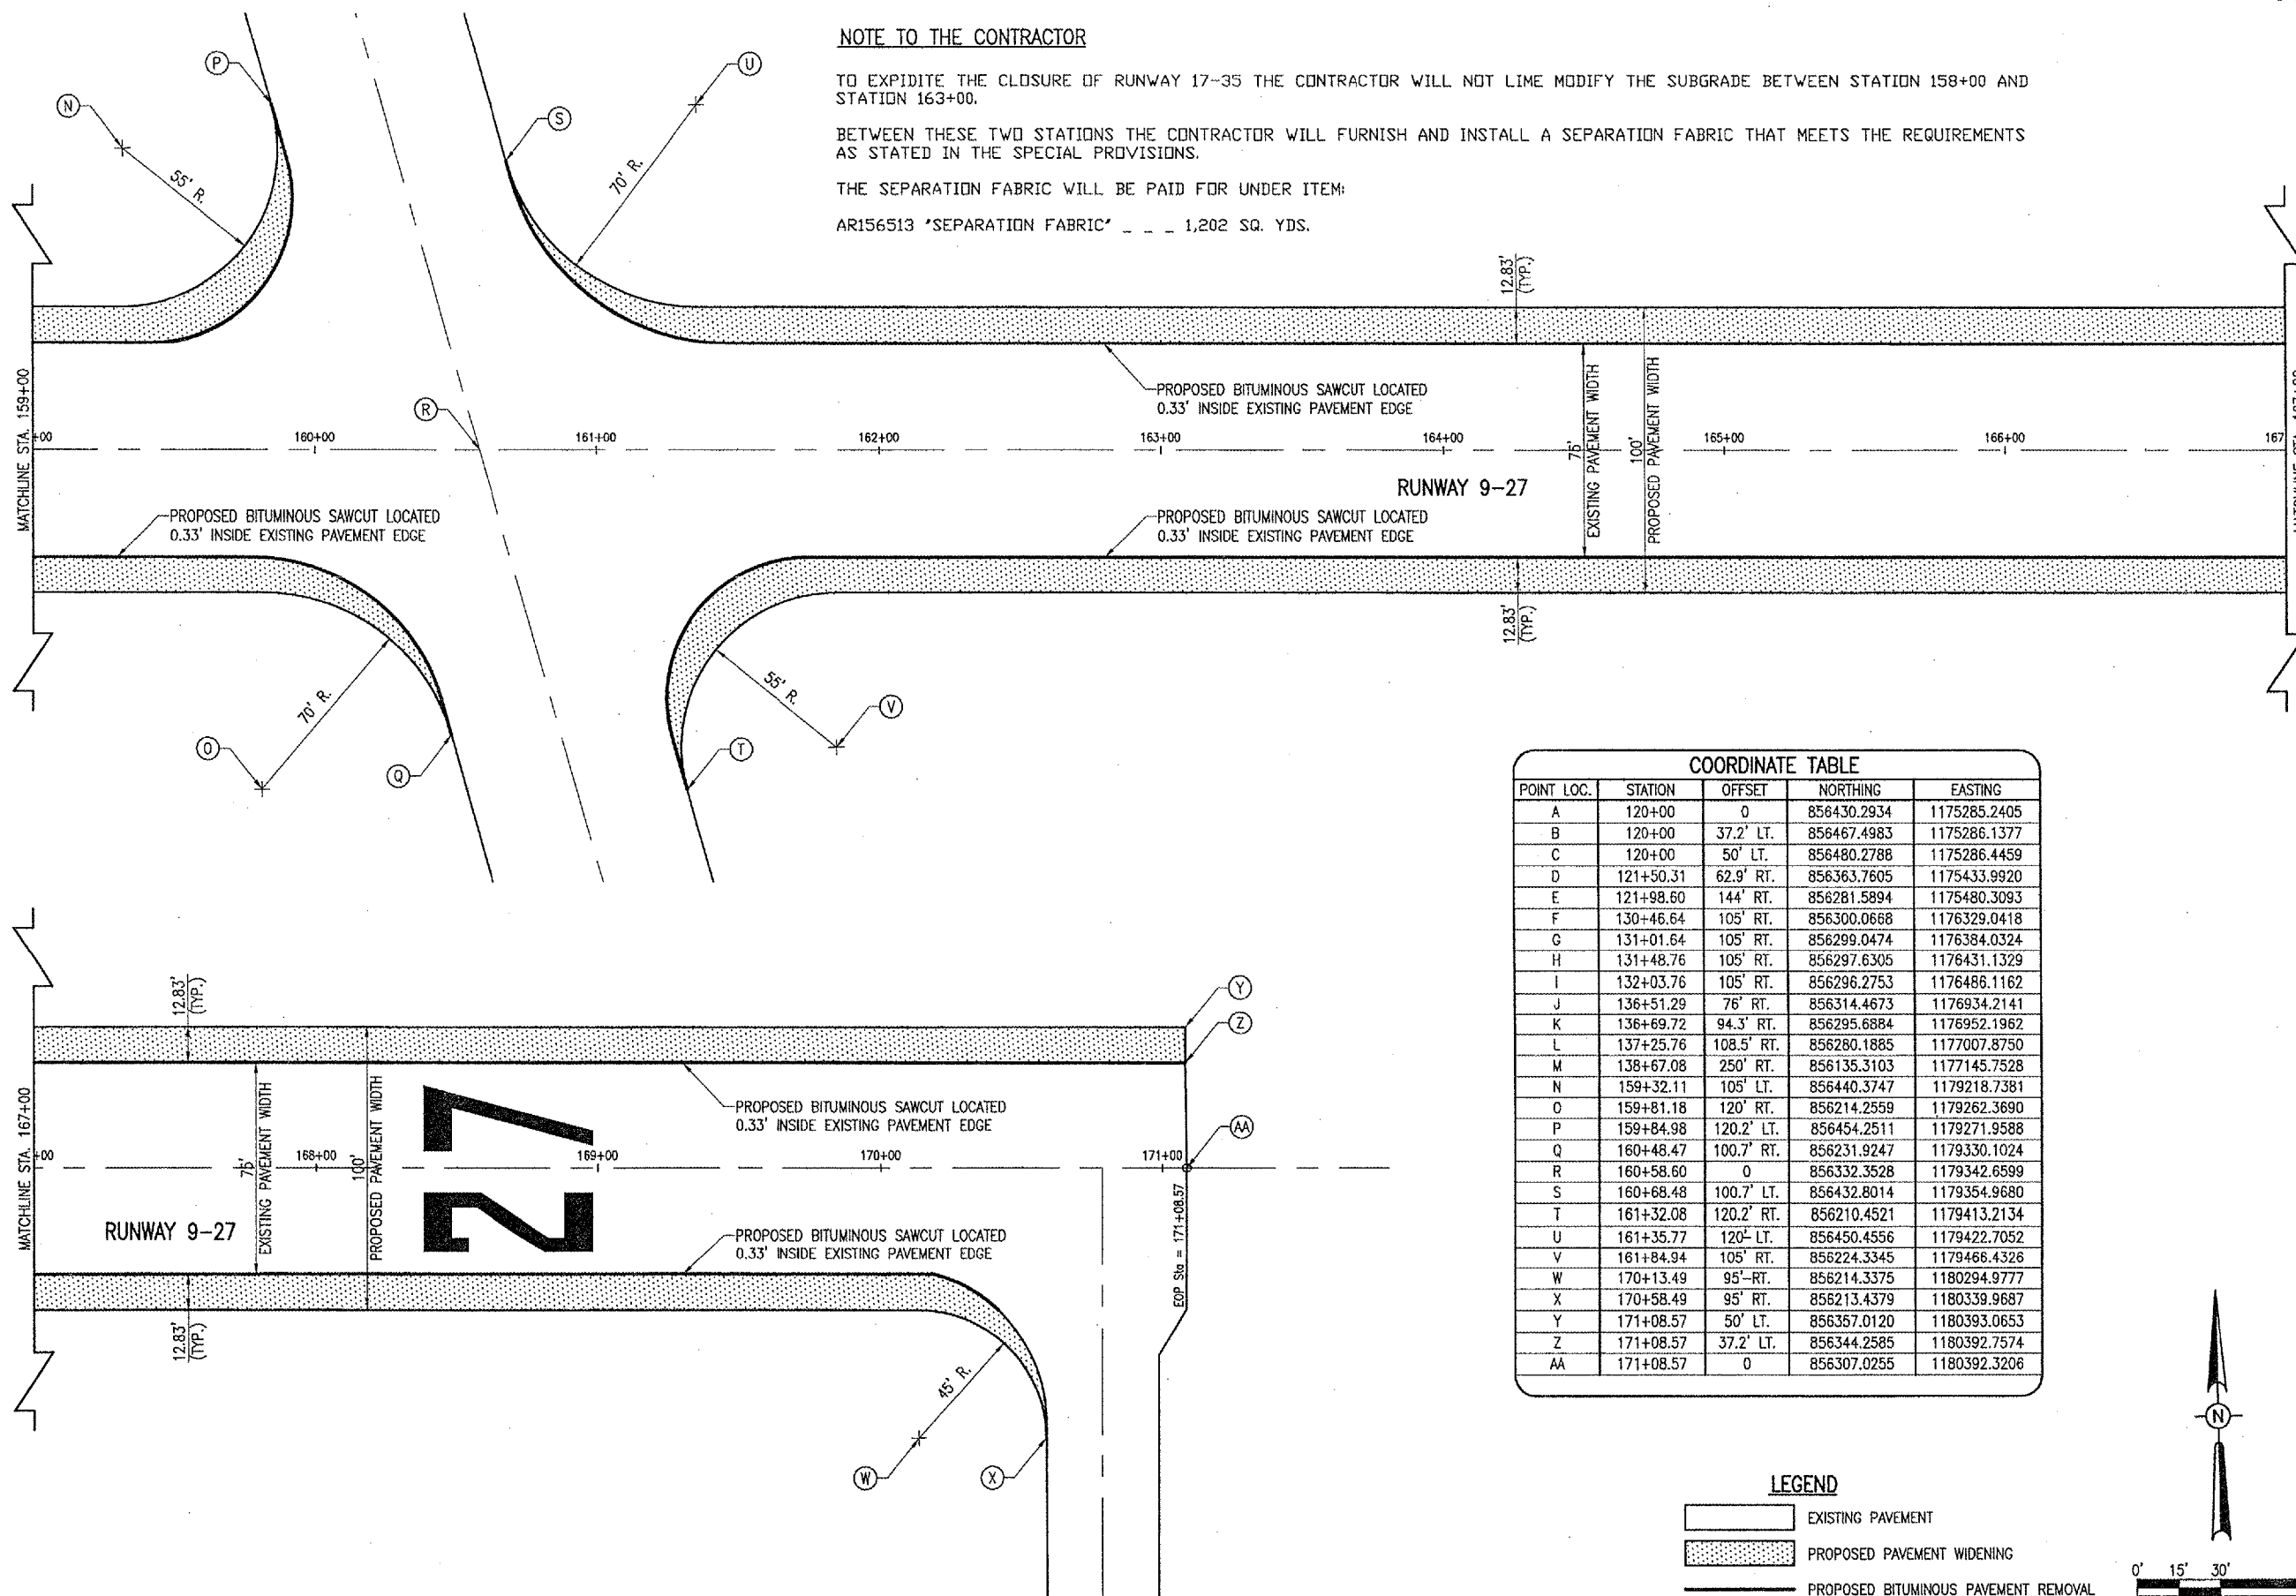 NOTE TO THE CONTRACTOR
TO EXPIDITE THE CLOSURE OF RUNWAY 17-35 THE CONTRACTOR WILL NOT LIME MODIFY THE SUBGRADE BETWEEN STATION 158+00 AND
STATION 163+00.
BETWEEN THESE TWO STATIONS THE CONTRACTOR WILL FURNISH AND INSTALL A SEPARATION FABRIC THAT MEETS THE REQUIREMENTS
AS STATED IN THE SPECIAL PROVISIONS.
THE SEPARATION FABRIC WILL BE PAID FOR UNDER ITEM:
AR156513 "SEPARATION FABRIC" _ _ _ 1,202 SQ. YDS.
P
U
N
S
55' R.
70' R.
12.83'
(TYP.)
MATCHLINE STA. 159+00
R
PROPOSED BITUMINOUS SAWCUT LOCATED
0.33' INSIDE EXISTING PAVEMENT EDGE
+00
160+00
161+00
162+00
163+00
164+00
165+00
166+00
167
75'
EXISTING PAVEMENT WIDTH
100'
PROPOSED PAVEMENT WIDTH
RUNWAY 9-27
PROPOSED BITUMINOUS SAWCUT LOCATED
0.33' INSIDE EXISTING PAVEMENT EDGE
PROPOSED BITUMINOUS SAWCUT LOCATED
0.33' INSIDE EXISTING PAVEMENT EDGE
12.83'
(TYP.)
70' R.
55' R.
V
O
Q
T
COORDINATE TABLE
POINT LOC. STATION OFFSET NORTHING EASTING
A 120+00 0 856430.2934 1175285.2405
B 120+00 37.2' LT. 856467.4983 1175286.1377
C 120+00 50' LT. 856480.2788 1175286.4459
D 121+50.31 62.9' RT. 856363.7605 1175433.9920
E 121+98.60 144' RT. 856281.5894 1175480.3093
F 130+46.64 105' RT. 856300.0668 1176329.0418
G 131+01.64 105' RT. 856299.0474 1176384.0324
H 131+48.76 105' RT. 856297.6305 1176431.1329
I 132+03.76 105' RT. 856296.2753 1176486.1162
J 136+51.29 76' RT. 856314.4673 1176934.2141
K 136+69.72 94.3' RT. 856295.6884 1176952.1962
L 137+25.76 108.5' RT. 856280.1885 1177007.8750
M 138+67.08 250' RT. 856135.3103 1177145.7528
N 159+32.11 105' LT. 856440.3747 1179218.7381
O 159+81.18 120' RT. 856214.2559 1179262.3690
P 159+84.98 120.2' LT. 856454.2511 1179271.9588
Q 160+48.47 100.7' RT. 856231.9247 1179330.1024
R 160+58.60 0 856332.3528 1179342.6599
S 160+68.48 100.7' LT. 856432.8014 1179354.9680
T 161+32.08 120.2' RT. 856210.4521 1179413.2134
U 161+35.77 120' LT. 856450.4556 1179422.7052
V 161+84.94 105' RT. 856224.3345 1179466.4326
W 170+13.49 95' RT. 856214.3375 1180294.9777
X 170+58.49 95' RT. 856213.4379 1180339.9687
Y 171+08.57 50' LT. 856357.0120 1180393.0653
Z 171+08.57 37.2' LT. 856344.2585 1180392.7574
AA 171+08.57 0 856307.0255 1180392.3206
12.83'
(TYP.)
Y
Z
MATCHLINE STA. 167+00
75'
EXISTING PAVEMENT WIDTH
100'
PROPOSED PAVEMENT WIDTH
27
PROPOSED BITUMINOUS SAWCUT LOCATED
0.33' INSIDE EXISTING PAVEMENT EDGE
AA
+00
168+00
169+00
170+00
171+00
RUNWAY 9-27
PROPOSED BITUMINOUS SAWCUT LOCATED
0.33' INSIDE EXISTING PAVEMENT EDGE
EOP Sta = 171+08.57
12.83'
(TYP.)
45' R.
W
X
N
LEGEND
EXISTING PAVEMENT
PROPOSED PAVEMENT WIDENING
PROPOSED BITUMINOUS PAVEMENT REMOVAL
0' 15' 30'